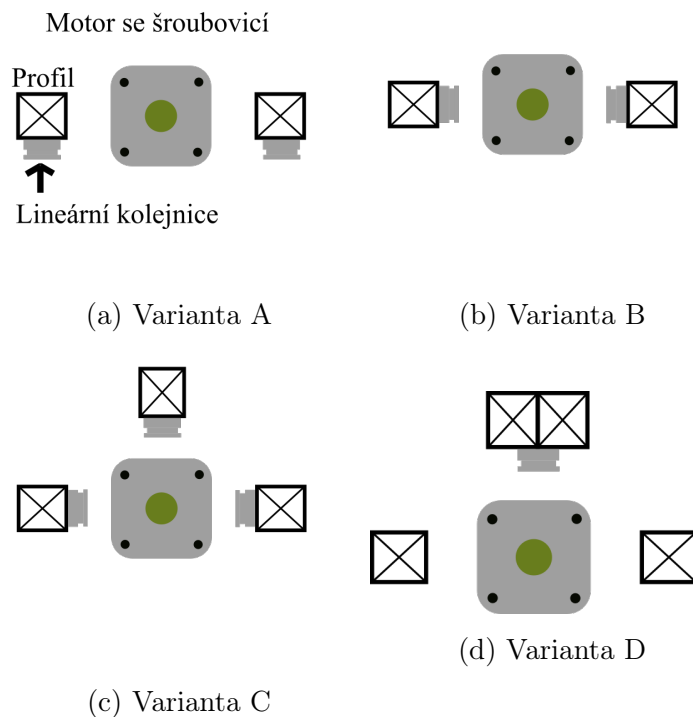 Motor se šroubovicí
Profil
Lineární kolejnice
(a) Varianta A
(b) Varianta B
(c) Varianta C
(d) Varianta D